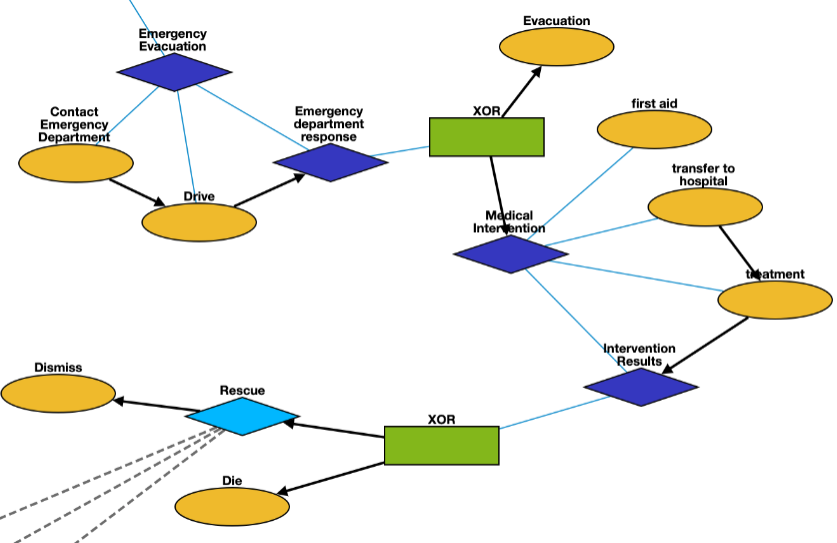 Evacuation
Emergency
Evacuation
XOR
first aid
Contact
Emergency
Department
Emergency
department
response
transfer to
hospital
Drive
Medical
Intervention
treatment
Intervention
Results
Dismiss
Rescue
XOR
Die